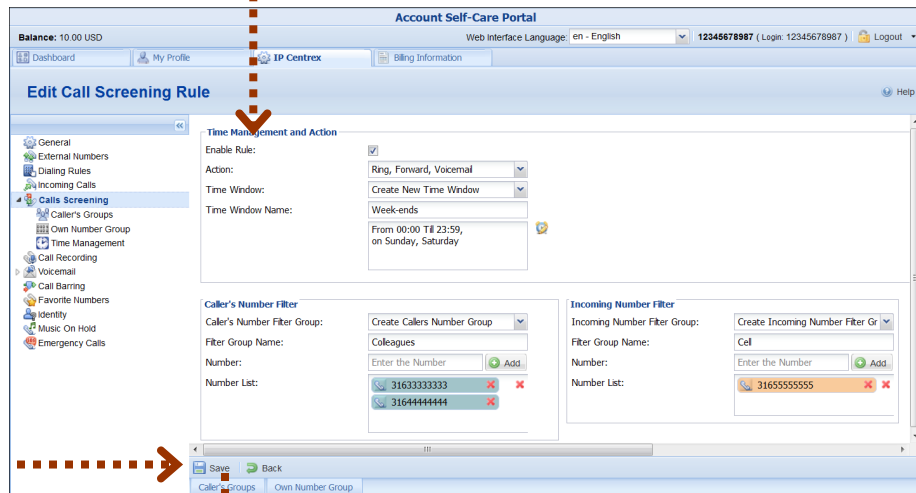 Account Self-Care Portal
Balance: 10.00 USD Web Interface Language: en - English 12345678987 ( Login: 12345678987 ) Logout
Dashboard My Profile IP Centrex Billing Information
Edit Call Screening Rule Help
General
External Numbers
Dialing Rules
Incoming Calls
Calls Screening
Caller's Groups
Own Number Group
Time Management
Call Recording
Voicemail
Call Barring
Favorite Numbers
Identity
Music On Hold
Emergency Calls
Time Management and Action
Enable Rule:
Action: Ring, Forward, Voicemail
Time Window: Create New Time Window
Time Window Name: Week-ends
From 00:00 Till 23:59,
on Sunday, Saturday
Caller's Number Filter
Caller's Number Filter Group: Create Callers Number Group
Filter Group Name: Colleagues
Number: Enter the Number Add
Number List: 31633333333
31644444444
Incoming Number Filter
Incoming Number Filter Group: Create Incoming Number Filter Gr
Filter Group Name: Cell
Number: Enter the Number Add
Number List: 31655555555
Save Back
Caller's Groups Own Number Group